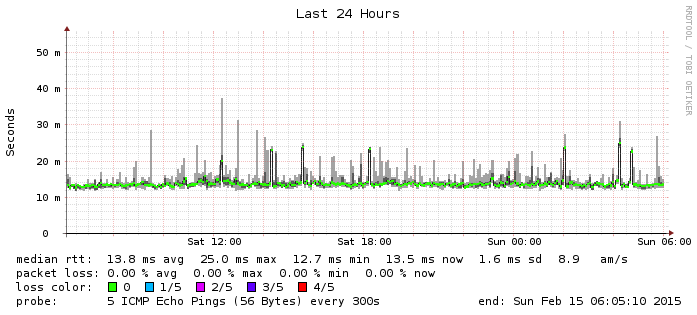 Last 24 Hours
RRDTOOL / TOBI OETIKER
Seconds
50 m
40 m
30 m
20 m
10 m
0
Sat 12:00 Sat 18:00 Sun 00:00 Sun 06:00
median rtt: 13.8 ms avg 25.0 ms max 12.7 ms min 13.5 ms now 1.6 ms sd 8.9 am/s
packet loss: 0.00 % avg 0.00 % max 0.00 % min 0.00 % now
loss color: 0 1/5 2/5 3/5 4/5
probe: 5 ICMP Echo Pings (56 Bytes) every 300s end: Sun Feb 15 06:05:10 2015